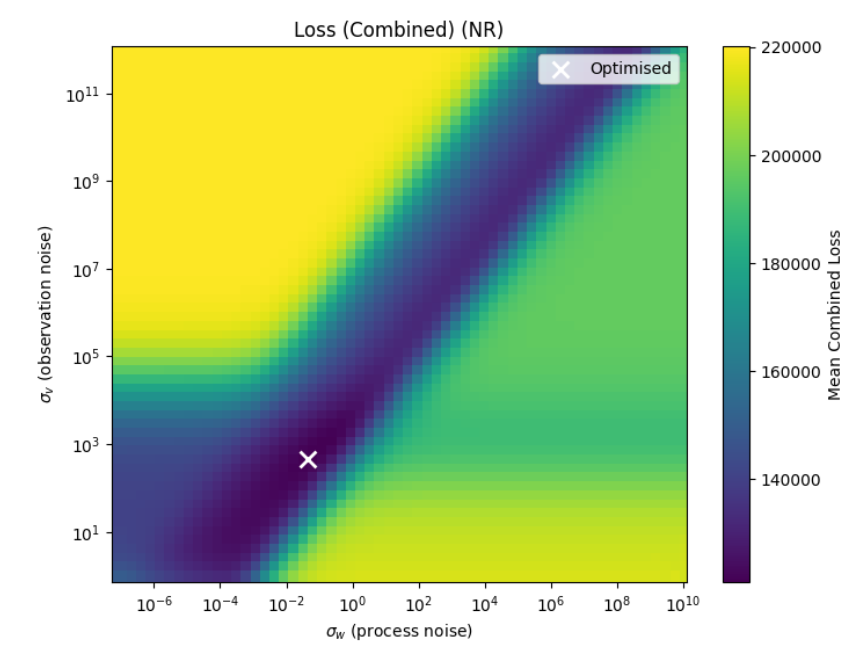 Loss (Combined) (NR)
Optimised
10¹¹
10⁹
10⁷
10⁵
10³
10¹
σ_v (observation noise)
10⁻⁶ 10⁻⁴ 10⁻² 10⁰ 10² 10⁴ 10⁶ 10⁸ 10¹⁰
σ_w (process noise)
220000
200000
180000
160000
140000
Mean Combined Loss